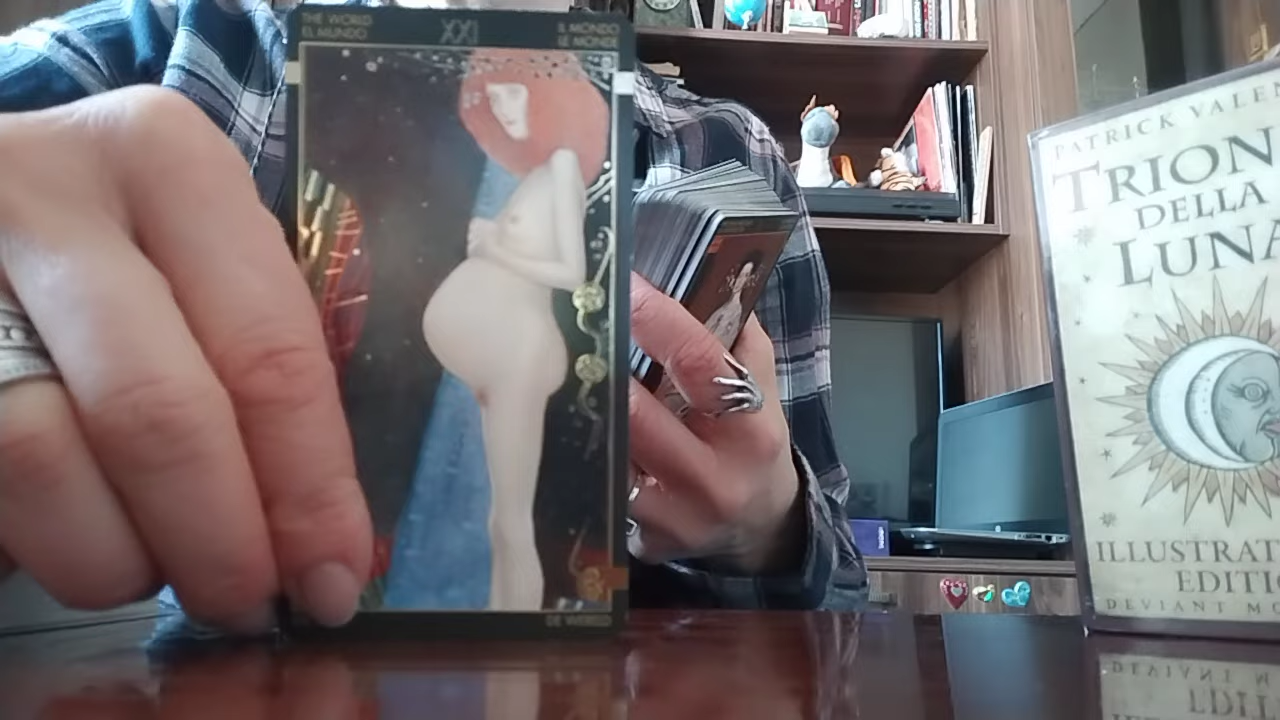 THE WORLD
EL MUNDO
XXI
IL MONDO
LE MONDE
DE WERELD
PATRICK VALEN
TRION
DELLA
LUNA
ILLUSTRAT
EDITIO
DEVIANT MO